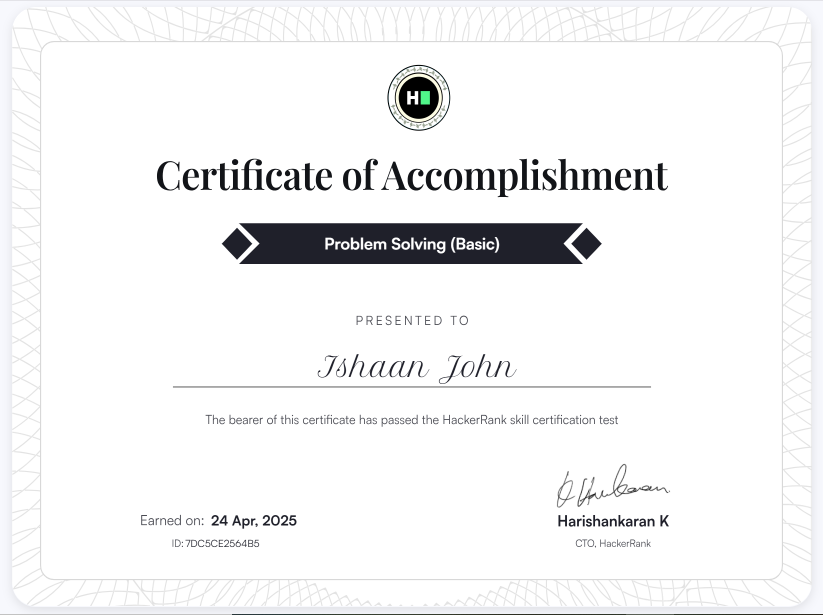 H
Certificate of Accomplishment
Problem Solving (Basic)
PRESENTED TO
Ishaan John
The bearer of this certificate has passed the HackerRank skill certification test
Earned on: 24 Apr, 2025
Harishankaran K
ID: 7DC5CE2564B5
CTO, HackerRank